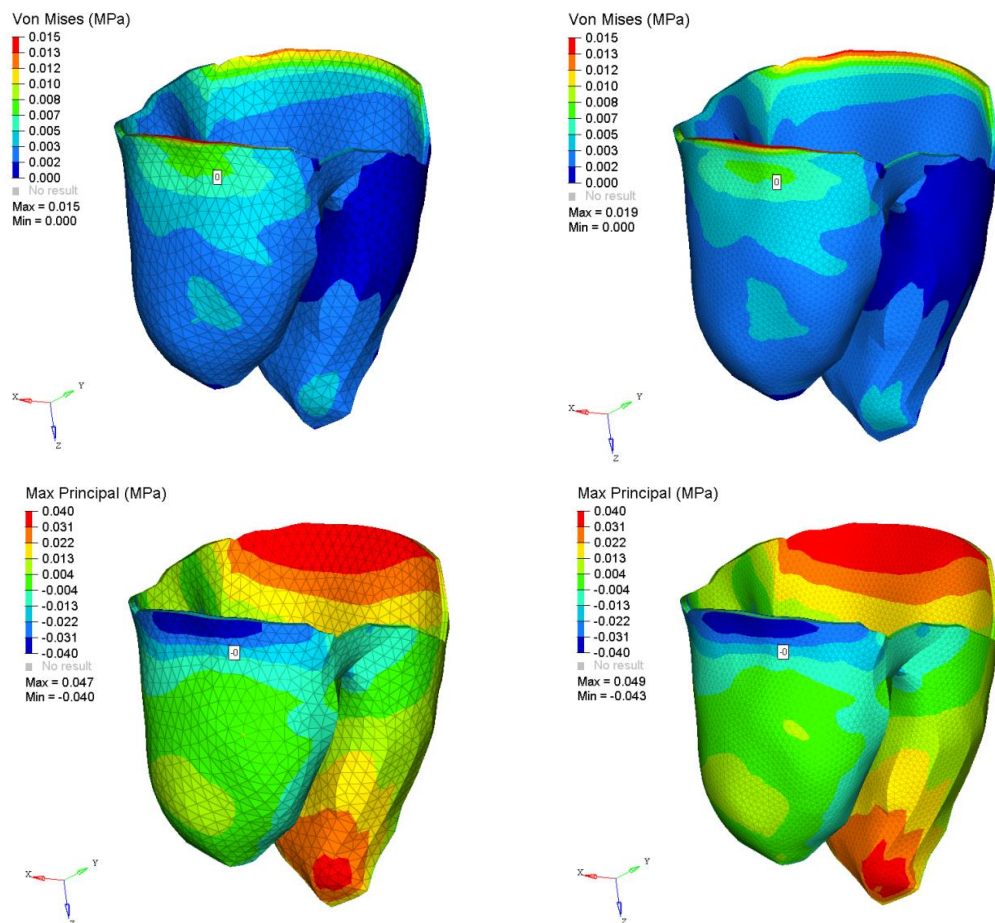 Von Mises (MPa)
0.015
0.013
0.012
0.010
0.008
0.007
0.005
0.003
0.002
0.000
No result
Max = 0.015
Min = 0.000
0
X
Y
Z
Von Mises (MPa)
0.015
0.013
0.012
0.010
0.008
0.007
0.005
0.003
0.002
0.000
No result
Max = 0.019
Min = 0.000
0
X
Y
Z
Max Principal (MPa)
0.040
0.031
0.022
0.013
0.004
-0.004
-0.013
-0.022
-0.031
-0.040
No result
Max = 0.047
Min = -0.040
-0
X
Y
Z
Max Principal (MPa)
0.040
0.031
0.022
0.013
0.004
-0.004
-0.013
-0.022
-0.031
-0.040
No result
Max = 0.049
Min = -0.043
-0
X
Y
Z